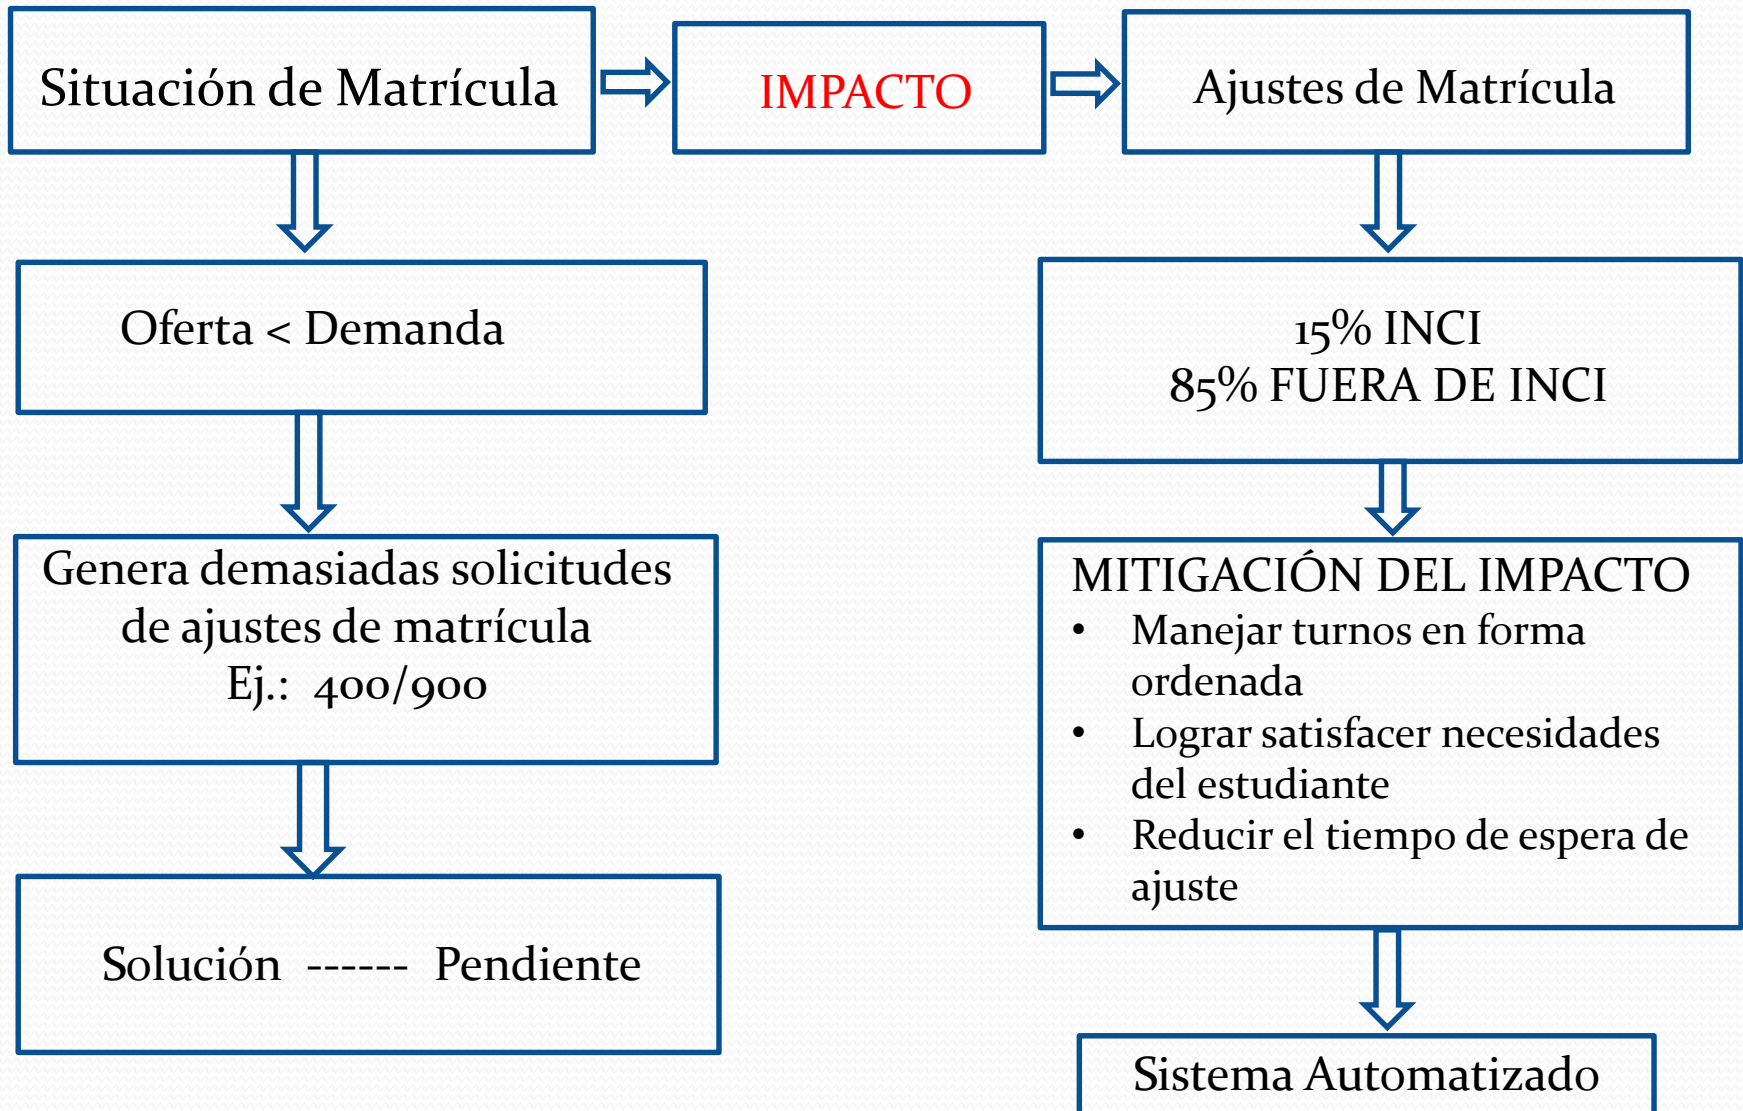 Situación de Matrícula
IMPACTO
Ajustes de Matrícula
Oferta < Demanda
Genera demasiadas solicitudes
de ajustes de matrícula
Ej.: 400/900
Solución ------ Pendiente
15% INCI
85% FUERA DE INCI
MITIGACIÓN DEL IMPACTO
• Manejar turnos en forma
ordenada
• Lograr satisfacer necesidades
del estudiante
• Reducir el tiempo de espera de
ajuste
Sistema Automatizado